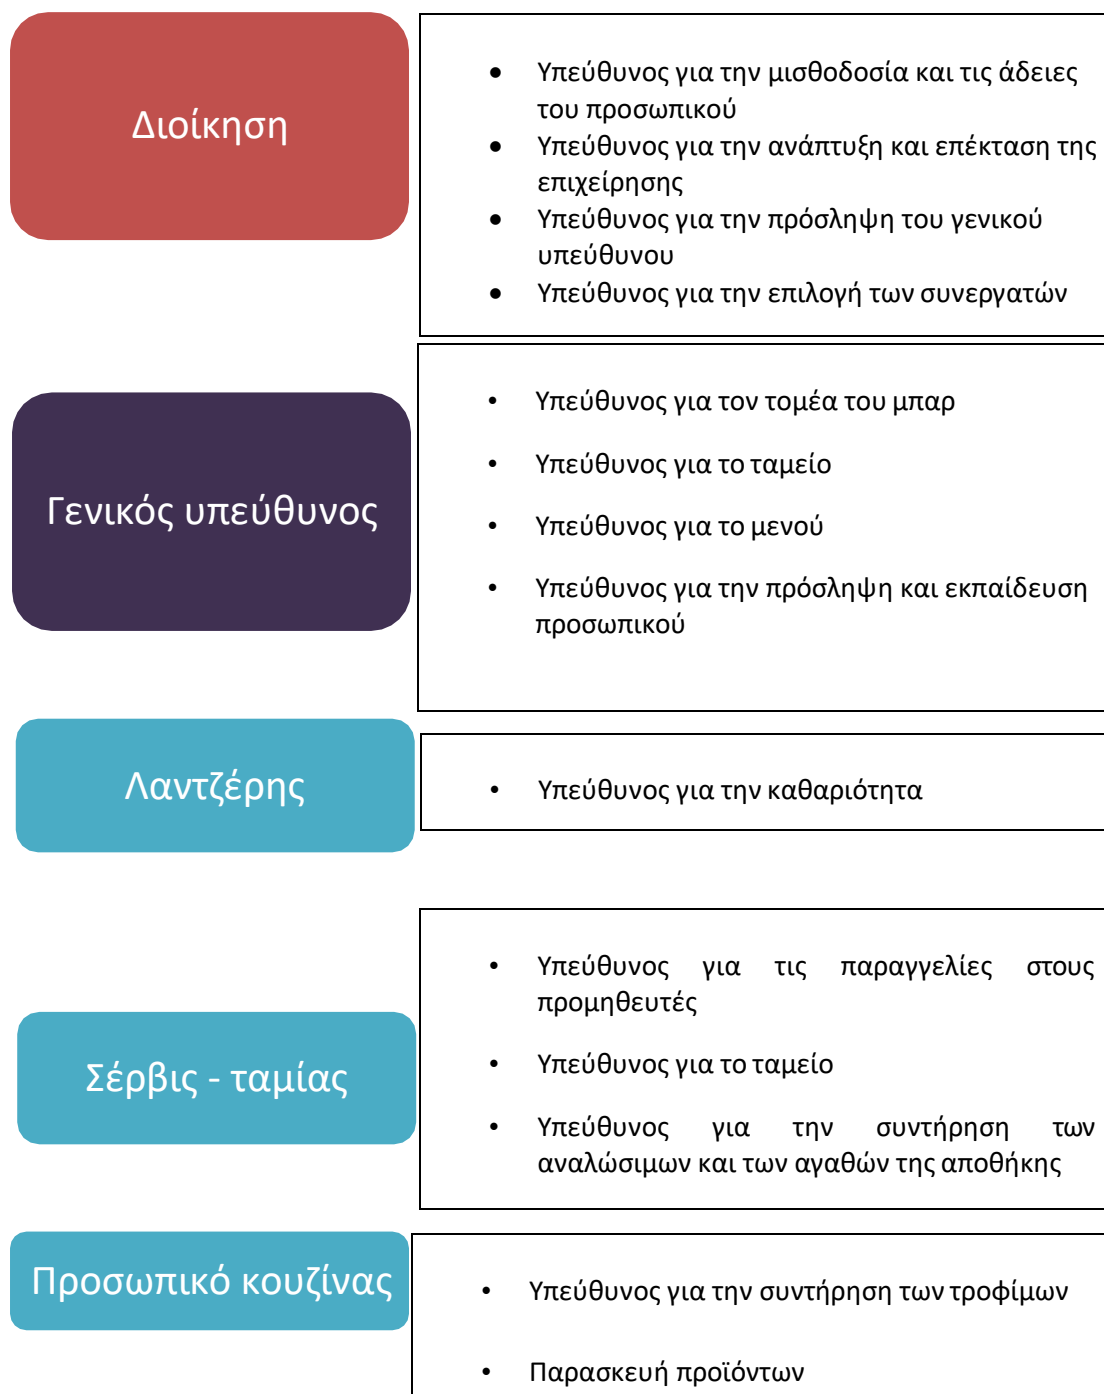 Διοίκηση
• Υπεύθυνος για την μισθοδοσία και τις άδειες
του προσωπικού
• Υπεύθυνος για την ανάπτυξη και επέκταση της
επιχείρησης
• Υπεύθυνος για την πρόσληψη του γενικού
υπεύθυνου
• Υπεύθυνος για την επιλογή των συνεργατών
Γενικός υπεύθυνος
• Υπεύθυνος για τον τομέα του μπαρ
• Υπεύθυνος για το ταμείο
• Υπεύθυνος για το μενού
• Υπεύθυνος για την πρόσληψη και εκπαίδευση
προσωπικού
Λαντζέρης
• Υπεύθυνος για την καθαριότητα
Σέρβις - ταμίας
• Υπεύθυνος για τις παραγγελίες στους
προμηθευτές
• Υπεύθυνος για το ταμείο
• Υπεύθυνος για την συντήρηση των
αναλώσιμων και των αγαθών της αποθήκης
Προσωπικό κουζίνας
• Υπεύθυνος για την συντήρηση των τροφίμων
• Παρασκευή προϊόντων